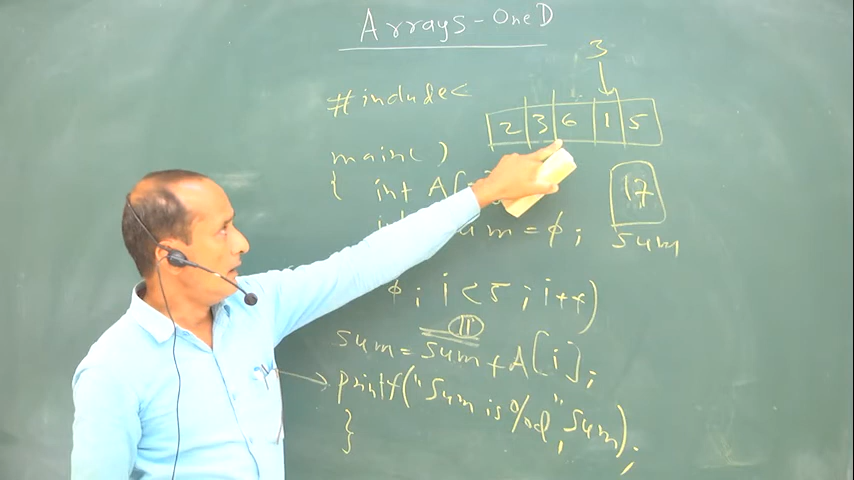 Arrays - One D
3
#include<
2 3 6 1 5
main( )
{ int A[
17
sum = φ;
sum
φ; i<5; i++)
11
sum = sum + A[i];
printf("Sum is %d", sum);
}